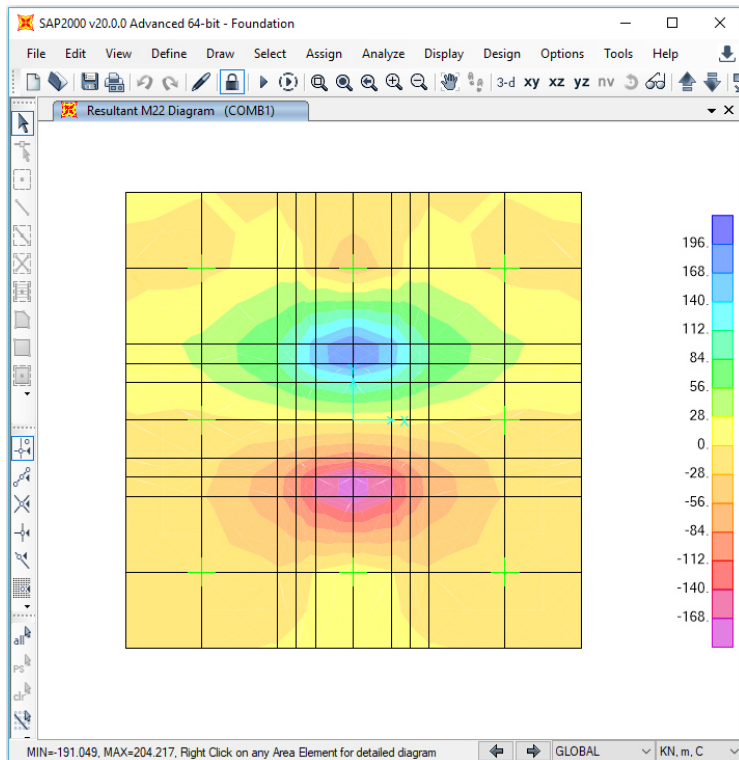 SAP2000 v20.0.0 Advanced 64-bit - Foundation
File Edit View Define Draw Select Assign Analyze Display Design Options Tools Help
3-d xy xz yz nv
Resultant M22 Diagram (COMB1)
196.
168.
140.
112.
84.
56.
28.
0.
-28.
-56.
-84.
-112.
-140.
-168.
X
all
PS
clr
MIN=-191.049, MAX=204.217, Right Click on any Area Element for detailed diagram
GLOBAL
KN, m, C